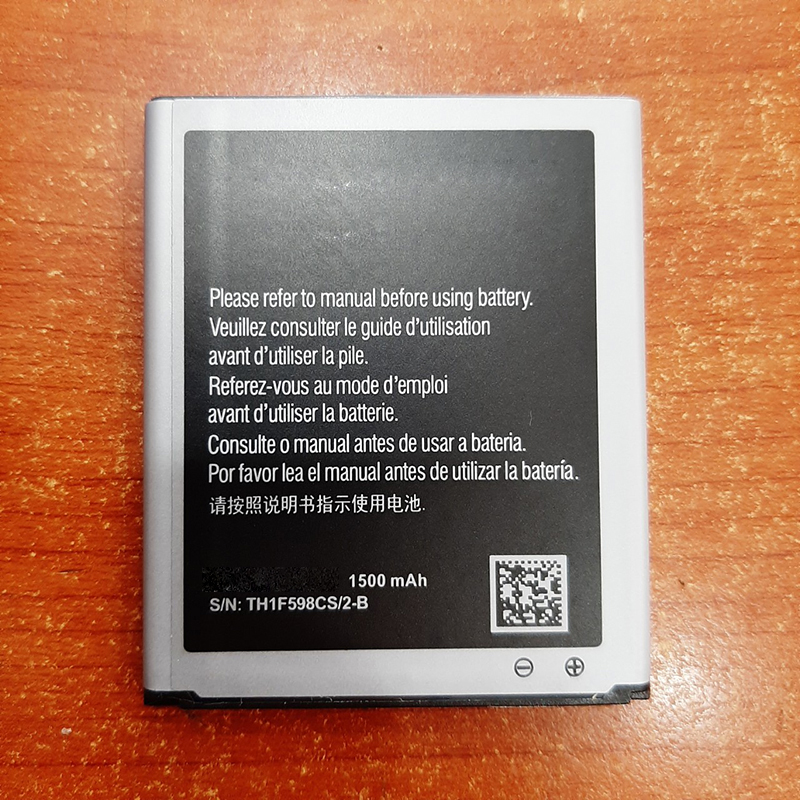 Please refer to manual before using battery.
Veuillez consulter le guide d'utilisation
avant d'utiliser la pile.
Referez-vous au mode d'emploi
avant d'utiliser la batterie.
Consulte o manual antes de usar a bateria.
Por favor lea el manual antes de utilizar la batería.
请按照说明书指示使用电池.
1500 mAh
S/N: TH1F598CS/2-B